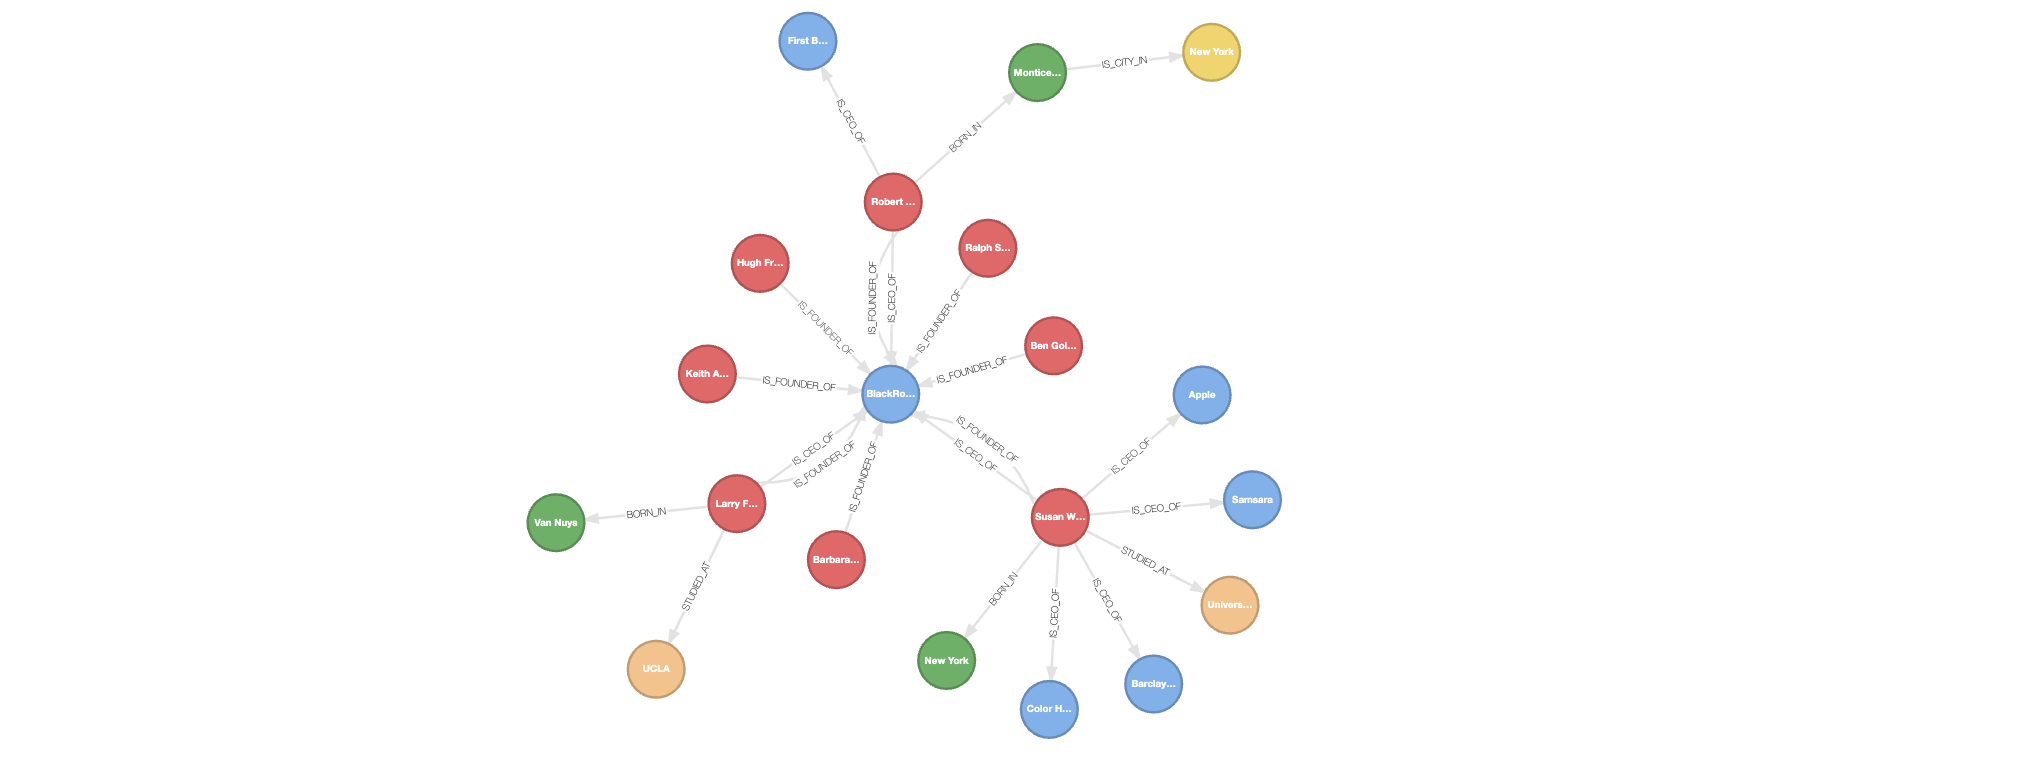 First B...
New York
Montice...
IS_CITY_IN
IS_CEO_OF
BORN_IN
Robert ...
Hugh Fr...
Ralph S...
IS_FOUNDER_OF
IS_CEO_OF
IS_FOUNDER_OF
IS_FOUNDER_OF
Ben Gol...
Keith A...
IS_FOUNDER_OF
IS_FOUNDER_OF
BlackRo...
Apple
IS_CEO_OF
IS_FOUNDER_OF
IS_FOUNDER_OF
IS_FOUNDER_OF
IS_CEO_OF
IS_CEO_OF
Larry F...
Samsara
IS_CEO_OF
BORN_IN
Van Nuys
Susan W...
Barbara...
STUDIED_AT
STUDIED_AT
BORN_IN
IS_CEO_OF
IS_CEO_OF
Univers...
UCLA
New York
Barclay...
Color H...